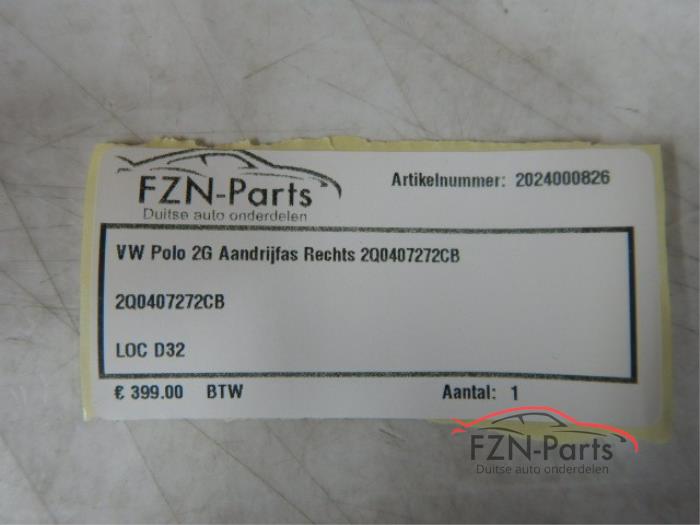 FZN-Parts
Duitse auto onderdelen
Artikelnummer: 2024000826
VW Polo 2G Aandrijfas Rechts 2Q0407272CB
2Q0407272CB
LOC D32
€ 399.00 BTW Aantal: 1
FZN-Parts
Duitse auto onderdelen